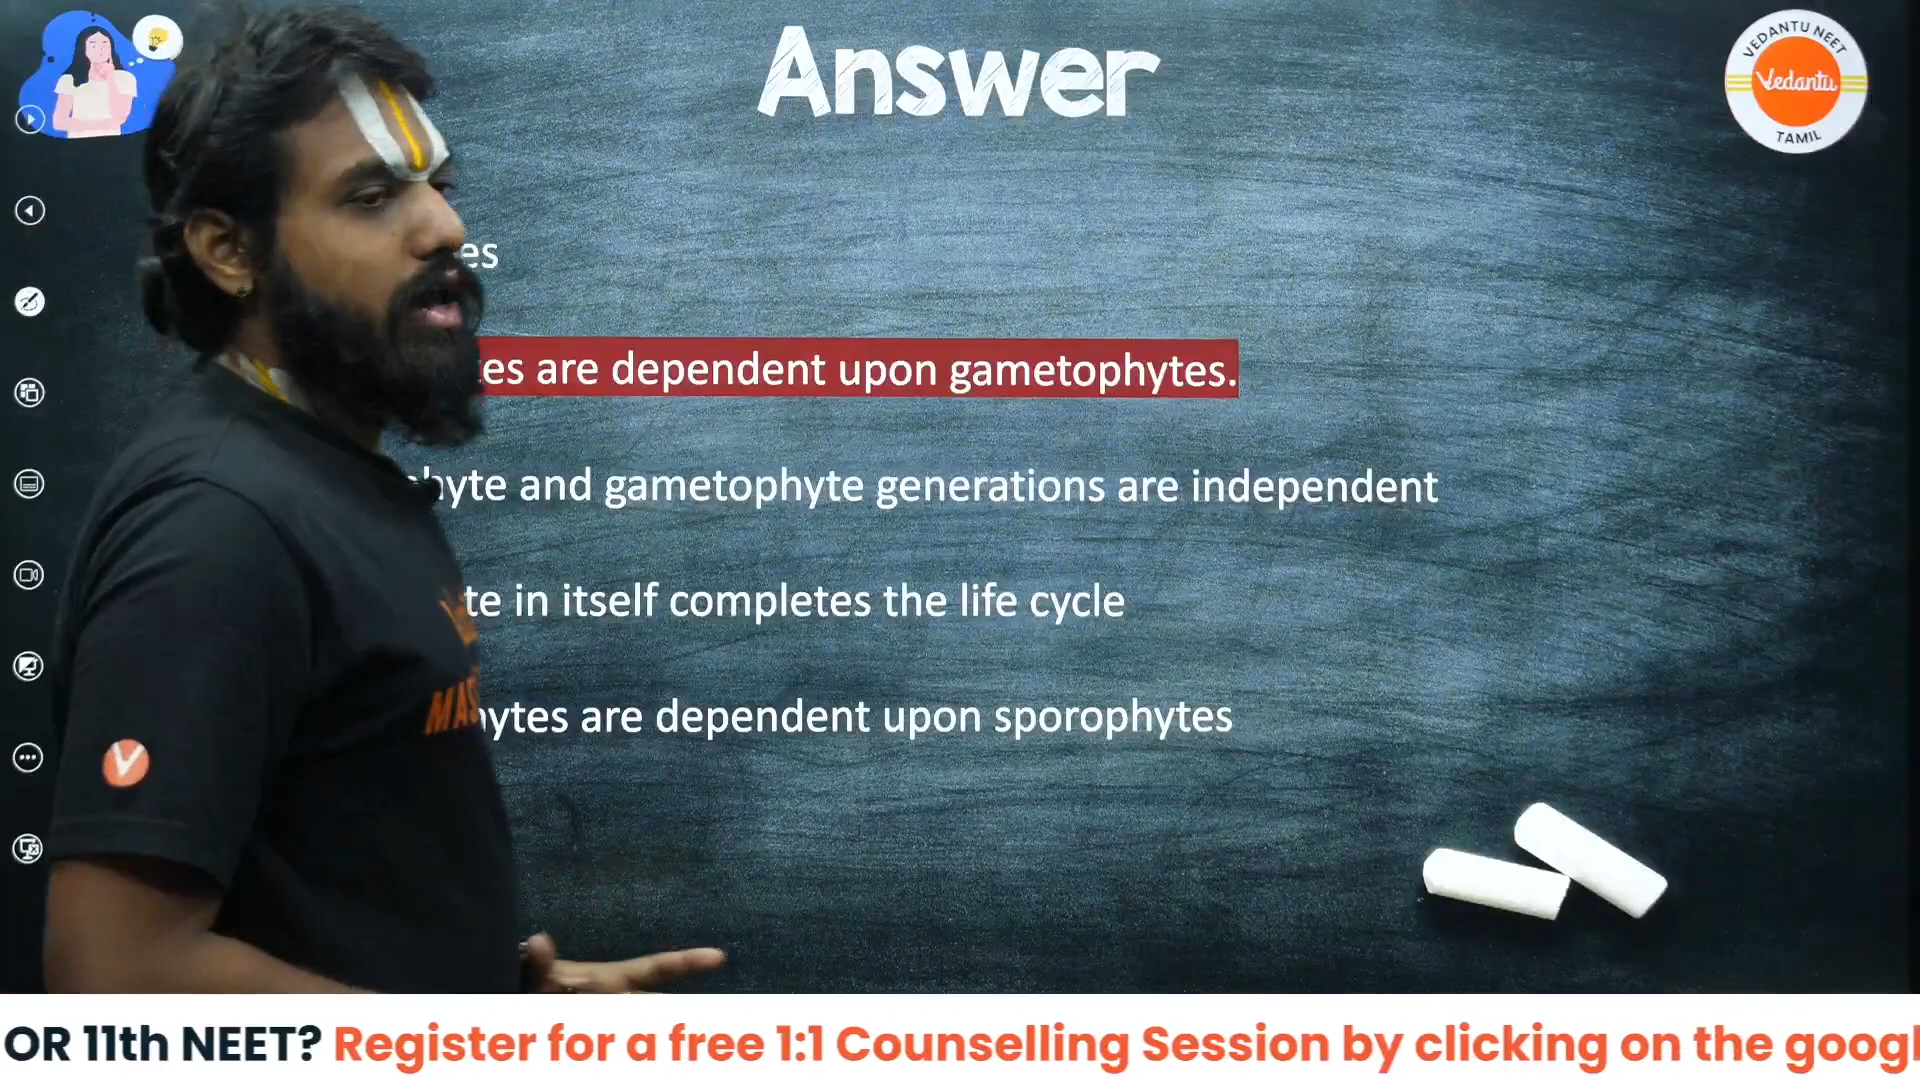 Answer
VEDANTU NEET
Vedantu
TAMIL
es
es are dependent upon gametophytes.
hyte and gametophyte generations are independent
te in itself completes the life cycle
hytes are dependent upon sporophytes
MAS
OR 11th NEET? Register for a free 1:1 Counselling Session by clicking on the googl